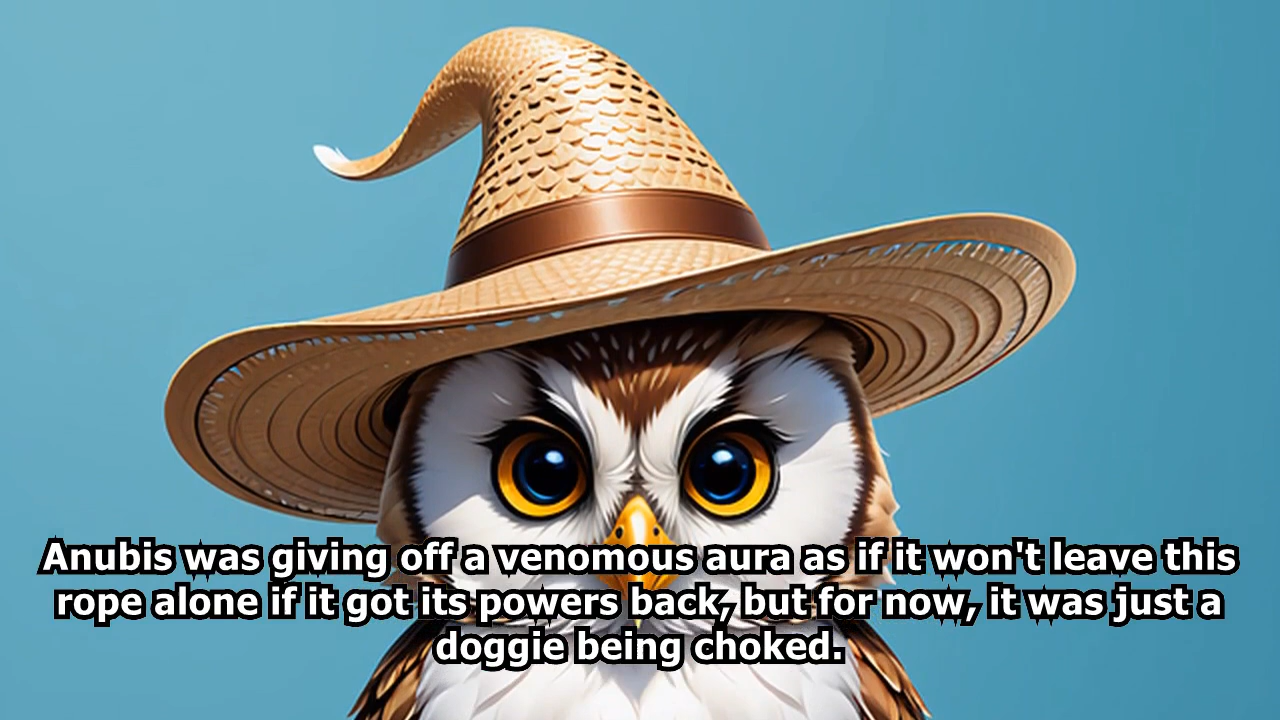 Anubis was giving off a venomous aura as if it won't leave this
rope alone if it got its powers back, but for now, it was just a
doggie being choked.